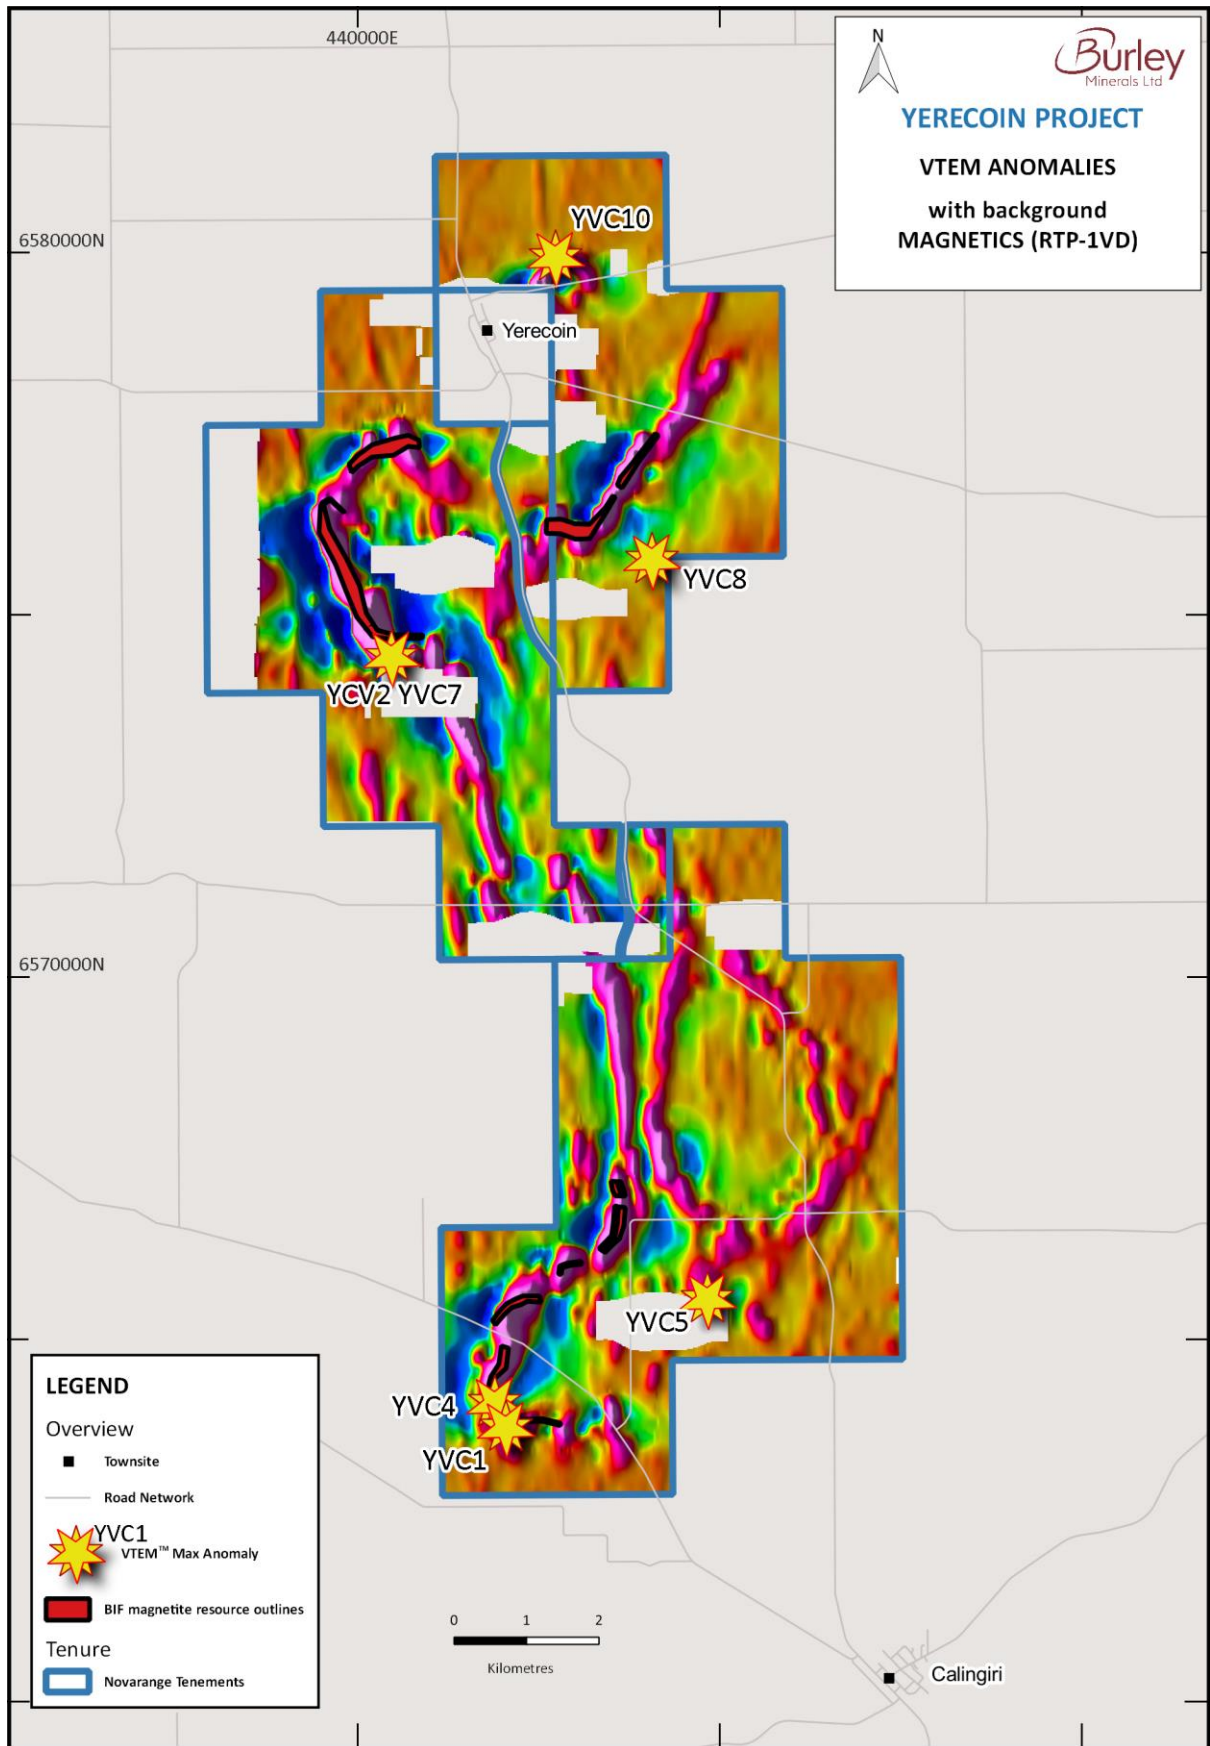 440000E
N
Burley
Minerals Ltd
YERECOIN PROJECT
VTEM ANOMALIES
with background
MAGNETICS (RTP-1VD)
YVC10
6580000N
Yerecoin
YVC8
YCV2 YVC7
6570000N
YVC5
YVC4
YVC1
LEGEND
Overview
Townsite
Road Network
YVC1
VTEM™ Max Anomaly
BIF magnetite resource outlines
Tenure
Novarange Tenements
0 1 2
Kilometres
Calingiri